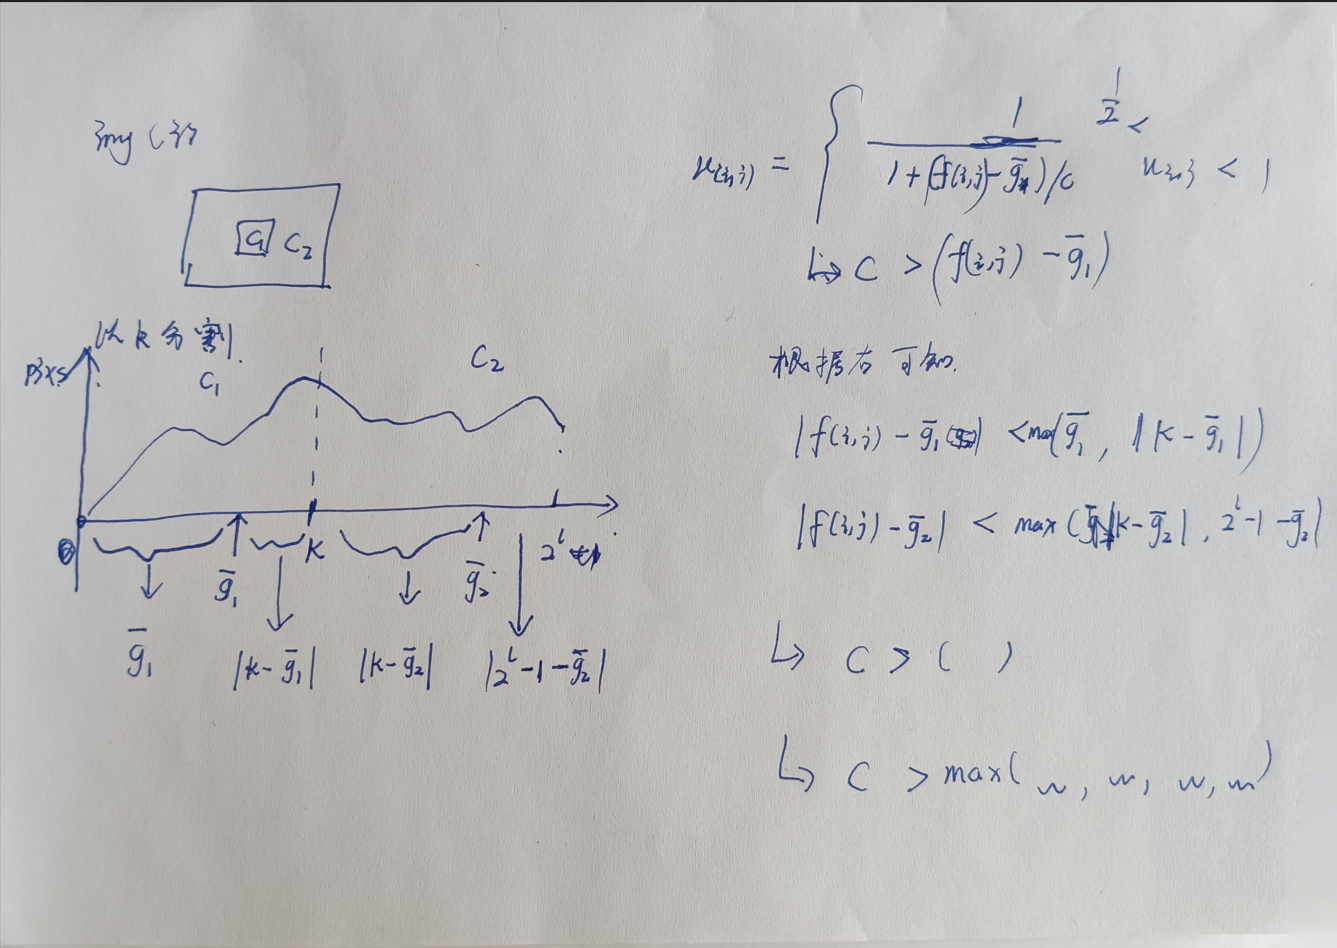 img (i)
C₁ C₂
以 k 分割.
pixs
C₁
C₂
0
ḡ₁
k
ḡ₂
2ˡ
ḡ₁
|k-ḡ₁|
|k-ḡ₂|
|2ˡ-1-ḡ₂|
u(i,j) = { 1 / 1+(f(i,j)-ḡ₁)/c
1/2 < u(i,j) < 1
↳ C > (f(i,j) - ḡ₁)
根据右可知.
|f(i,j) - ḡ₁| < max(ḡ₁, |k-ḡ₁|)
|f(i,j) - ḡ₂| < max(|k-ḡ₂|, 2ˡ-1-ḡ₂|
↳ C > ( )
↳ C > max( , , , )